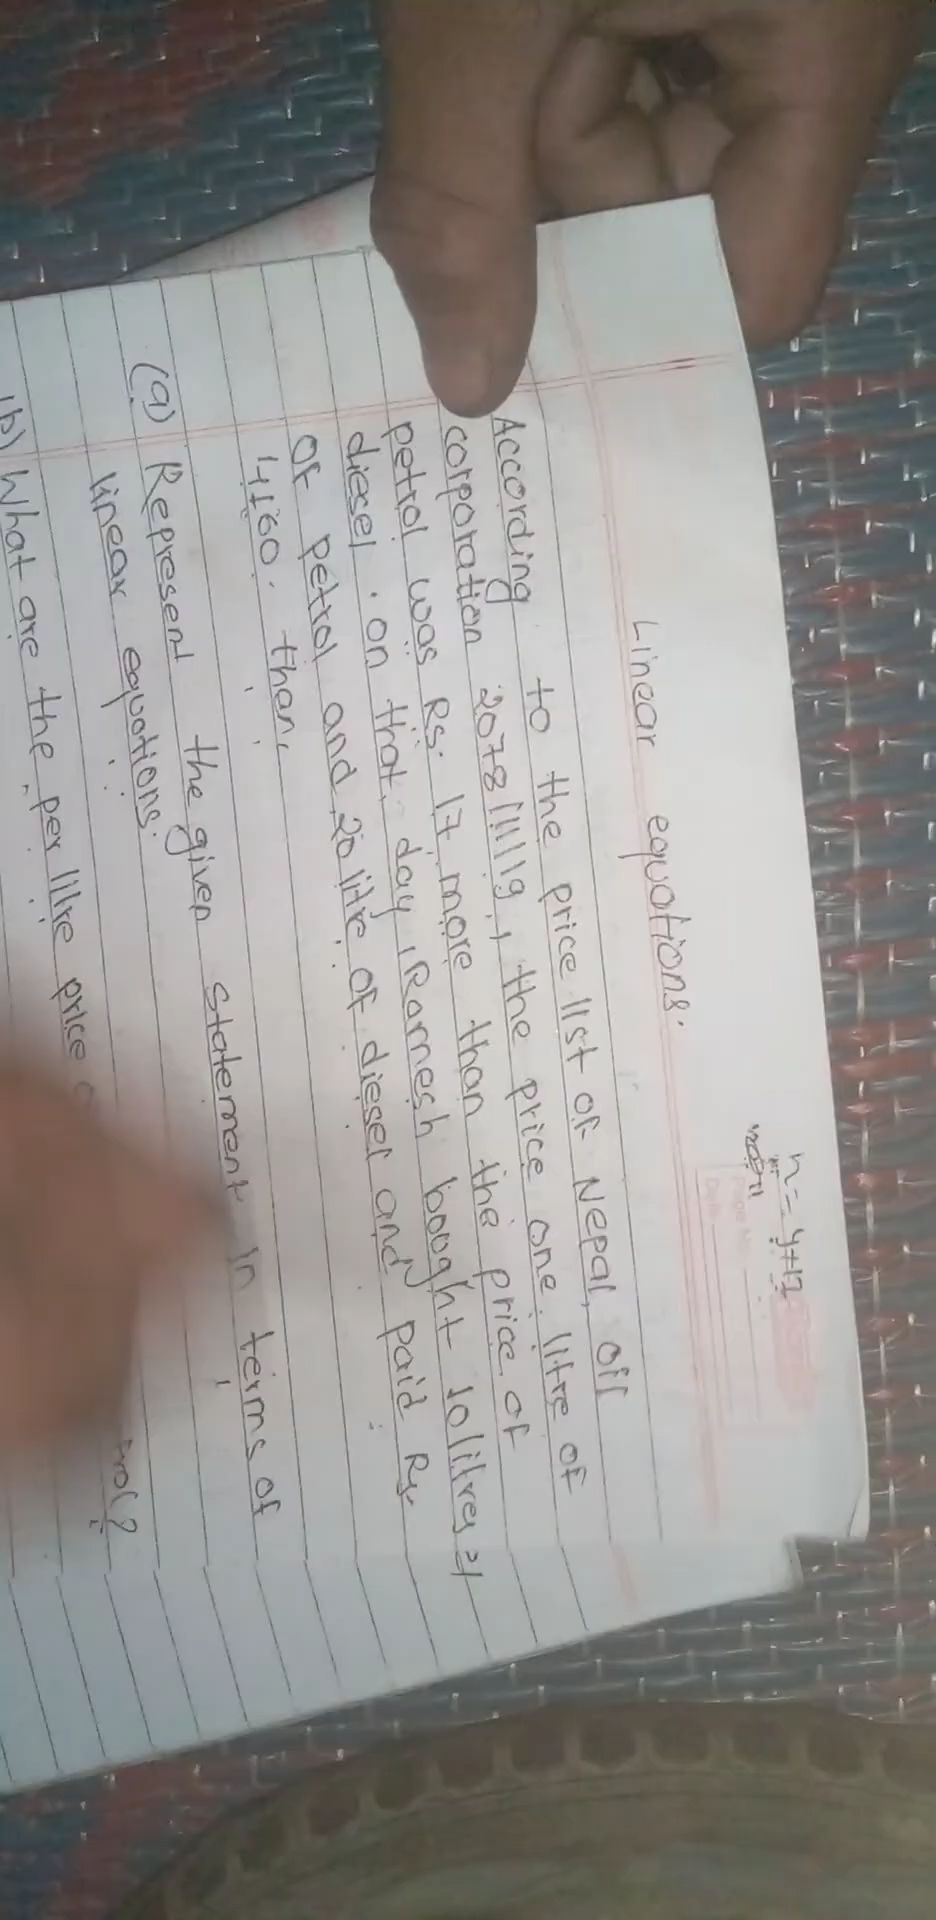 n = y+17
Linear equations.
According to the price list of Nepal, oil
corporation 2078/11/19, the price one litre of
petrol was Rs. 17 more than the price of
diesel. on that day, Ramesh bought 10 litres
of petrol and 20 litre of diesel and paid Rs.
4160. then,
(a) Represent the given statement in terms of
linear equations.
(b) What are the per litre price